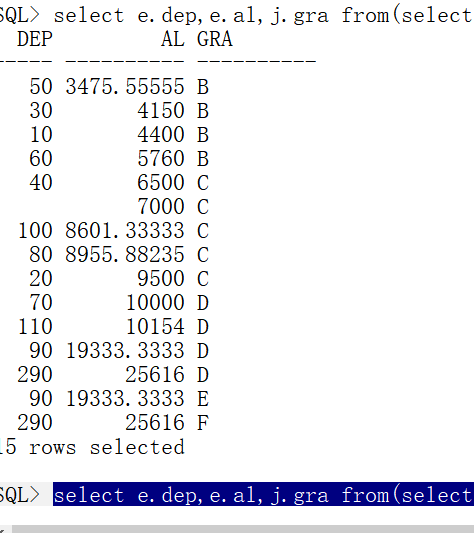 SQL> select e.dep,e.al,j.gra from(select
DEP AL GRA
----- ---------- ----------
50 3475.55555 B
30 4150 B
10 4400 B
60 5760 B
40 6500 C
7000 C
100 8601.33333 C
80 8955.88235 C
20 9500 C
70 10000 D
110 10154 D
90 19333.3333 D
290 25616 D
90 19333.3333 E
290 25616 F
15 rows selected
SQL> select e.dep,e.al,j.gra from(select